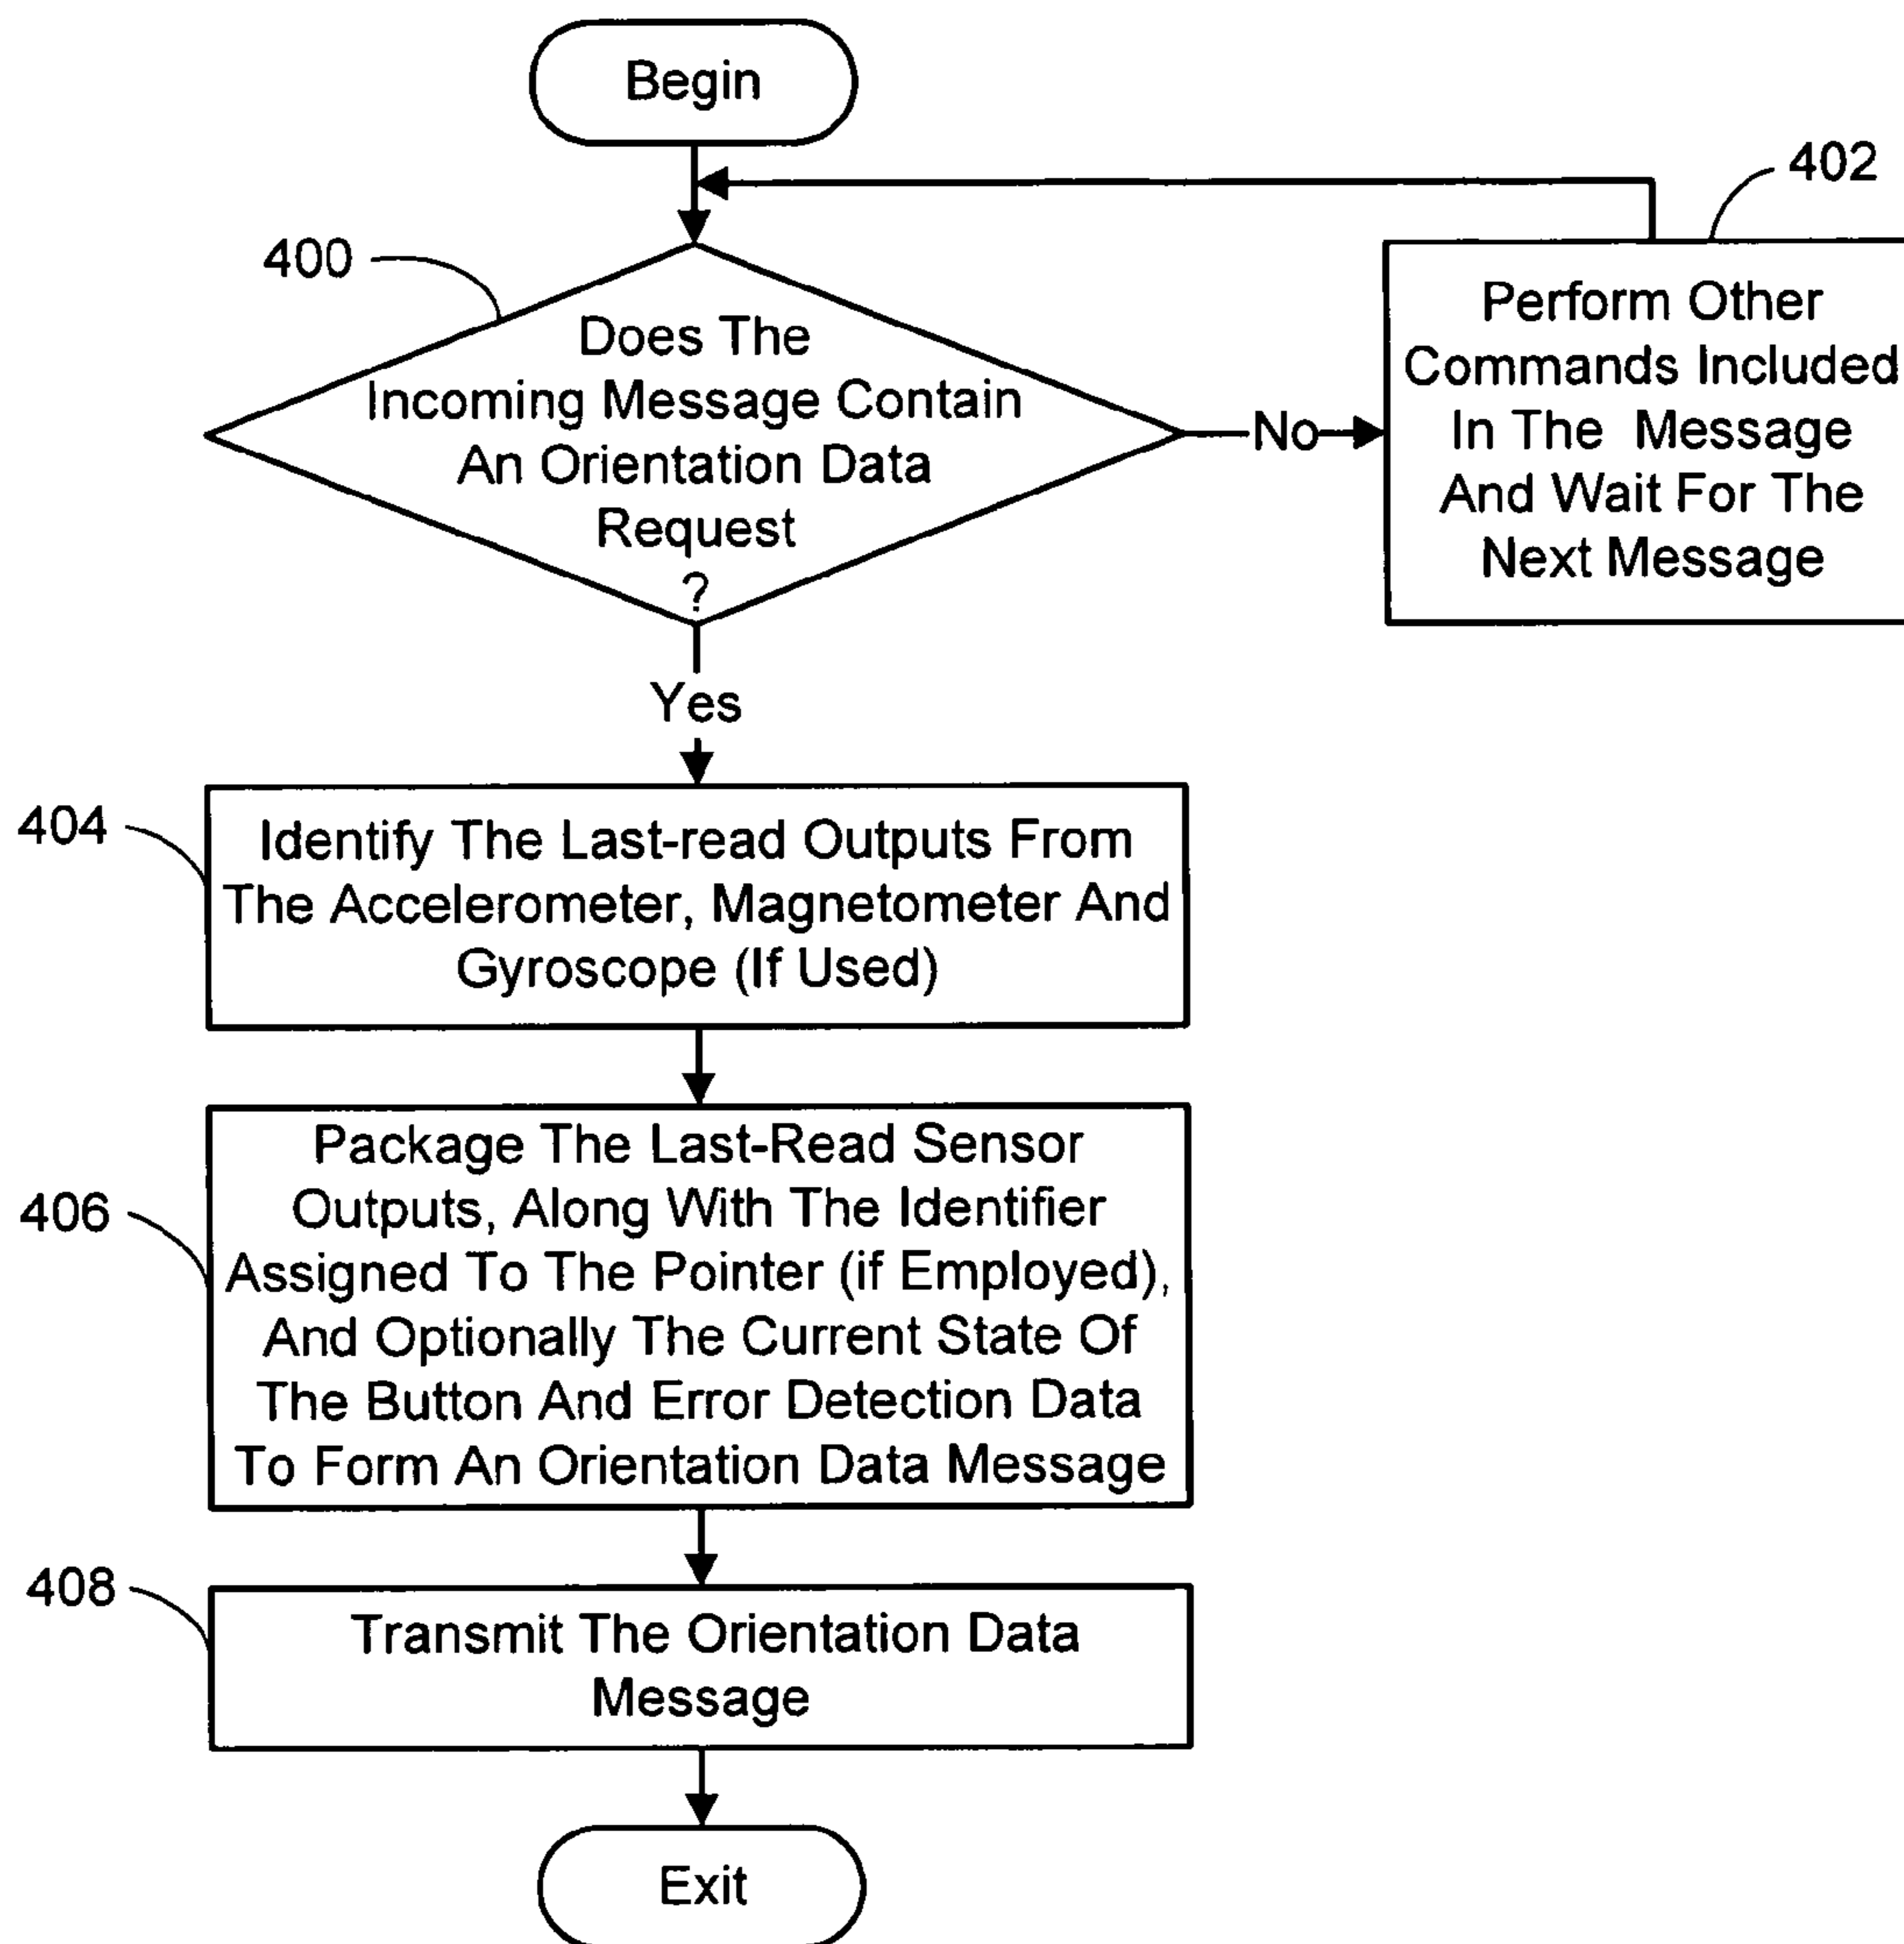 Begin
402
400
Does The
Incoming Message Contain
An Orientation Data
Request
?
No
Perform Other
Commands Included
In The Message
And Wait For The
Next Message
Yes
404
Identify The Last-read Outputs From
The Accelerometer, Magnetometer And
Gyroscope (If Used)
406
Package The Last-Read Sensor
Outputs, Along With The Identifier
Assigned To The Pointer (if Employed),
And Optionally The Current State Of
The Button And Error Detection Data
To Form An Orientation Data Message
408
Transmit The Orientation Data
Message
Exit